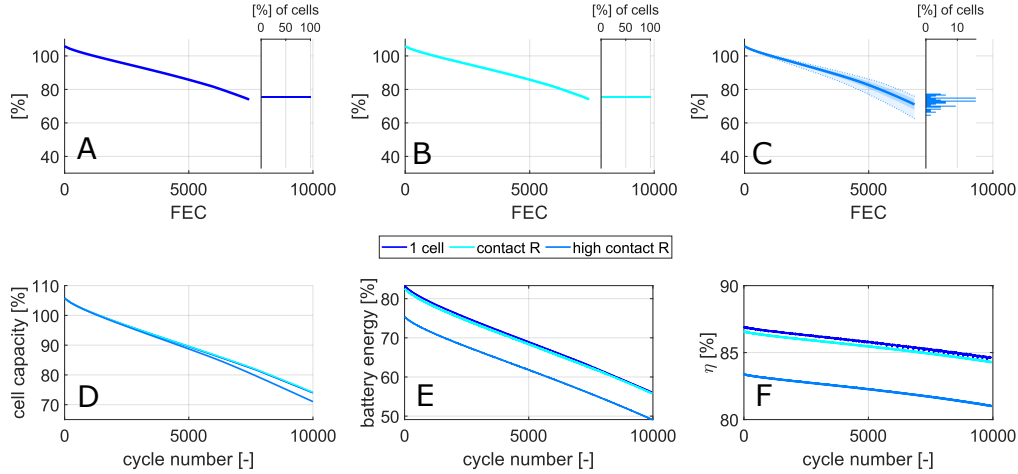 [%] of cells
0 50 100
[%]
100
80
60
40
A
0 5000 10000
FEC
[%] of cells
0 50 100
[%]
100
80
60
40
B
0 5000 10000
FEC
[%] of cells
0 10
[%]
100
80
60
40
C
0 5000 10000
FEC
1 cell contact R high contact R
cell capacity [%]
110
100
90
80
70
D
0 5000 10000
cycle number [-]
battery energy [%]
80
70
60
50
E
0 5000 10000
cycle number [-]
η [%]
90
85
80
F
0 5000 10000
cycle number [-]